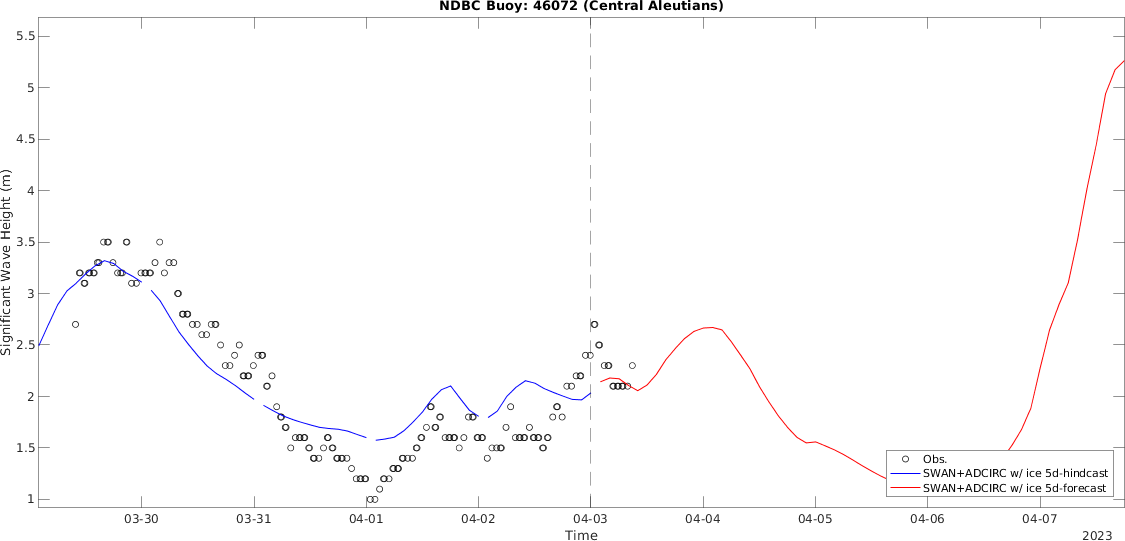 NDBC Buoy: 46072 (Central Aleutians)
5.5
5
4.5
4
3.5
3
2.5
2
1.5
1
Significant Wave Height (m)
Obs.
SWAN+ADCIRC w/ ice 5d-hindcast
SWAN+ADCIRC w/ ice 5d-forecast
03-30 03-31 04-01 04-02 04-03 04-04 04-05 04-06 04-07
Time
2023